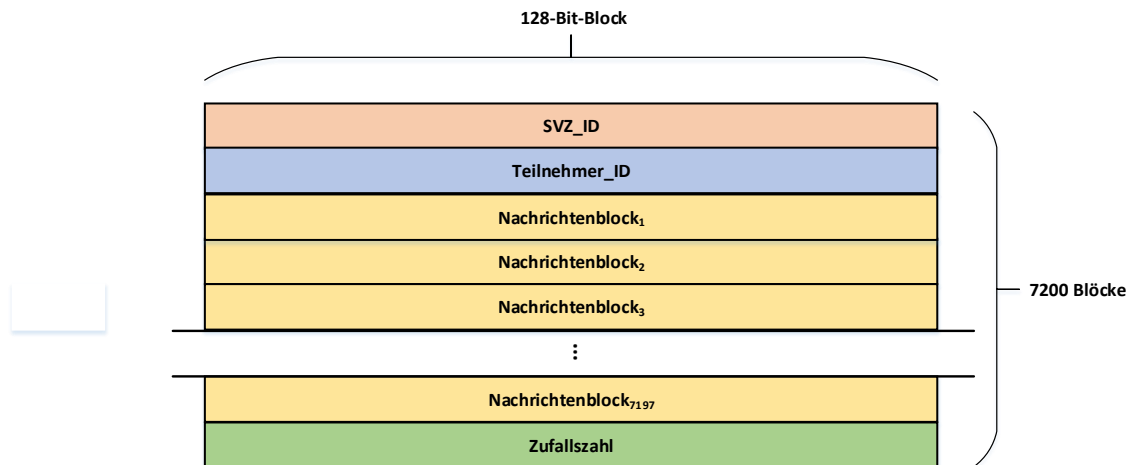 128-Bit-Block
SVZ_ID
Teilnehmer_ID
Nachrichtenblock₁
Nachrichtenblock₂
Nachrichtenblock₃
7200 Blöcke
⋮
Nachrichtenblock₇₁₉₇
Zufallszahl